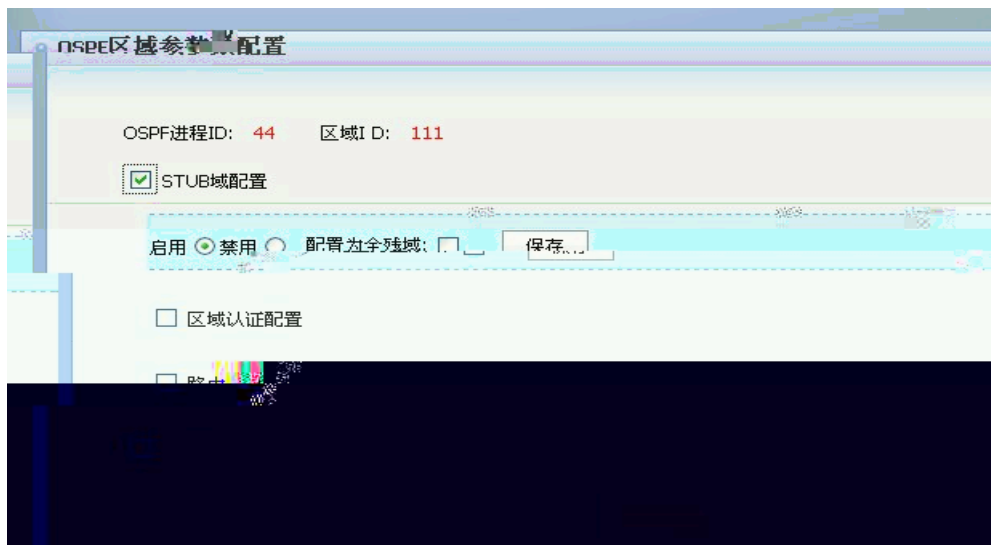 OSPF区域参数配置
OSPF进程ID: 44 区域I D: 111
STUB域配置
启用 禁用 配置为全残域: 保存
区域认证配置
路由